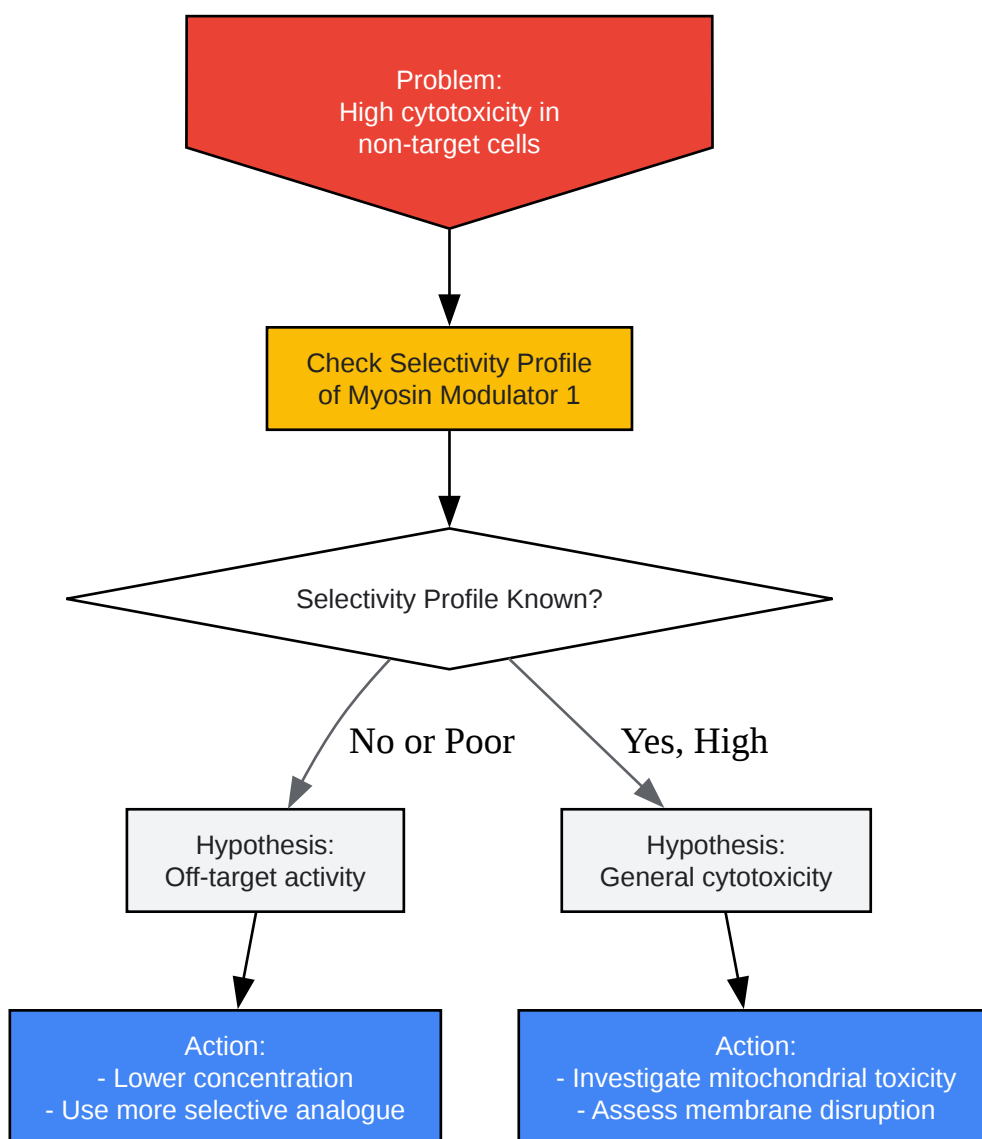 Problem:
High cytotoxicity in
non-target cells
Check Selectivity Profile
of Myosin Modulator 1
Selectivity Profile Known?
No or Poor
Yes, High
Hypothesis:
Off-target activity
Hypothesis:
General cytotoxicity
Action:
- Lower concentration
- Use more selective analogue
Action:
- Investigate mitochondrial toxicity
- Assess membrane disruption